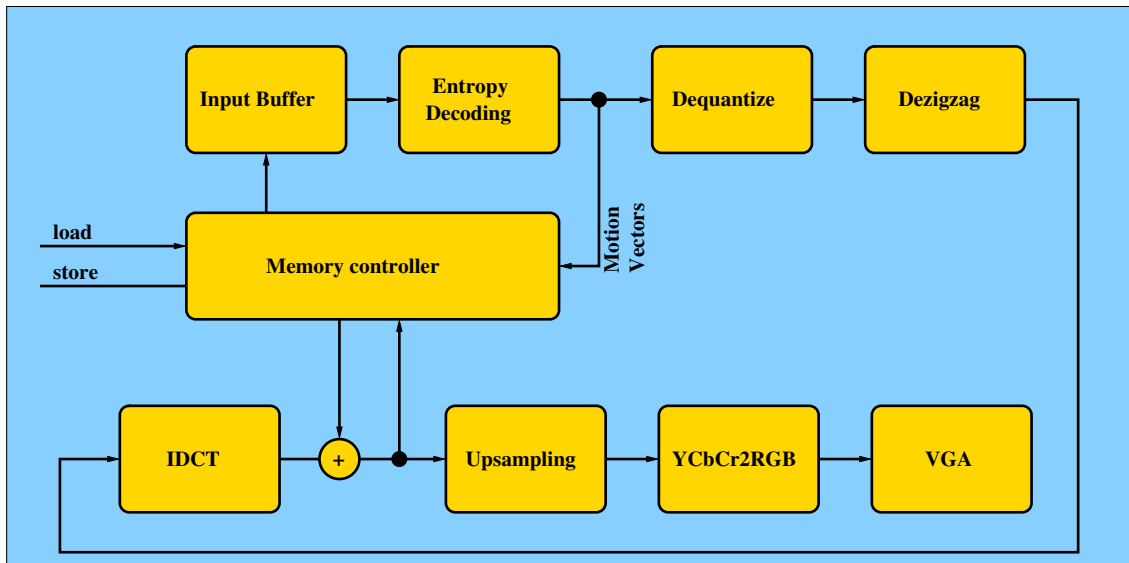 Input Buffer
Entropy
Decoding
Dequantize
Dezigzag
load
store
Memory controller
Motion
Vectors
IDCT
+
Upsampling
YCbCr2RGB
VGA